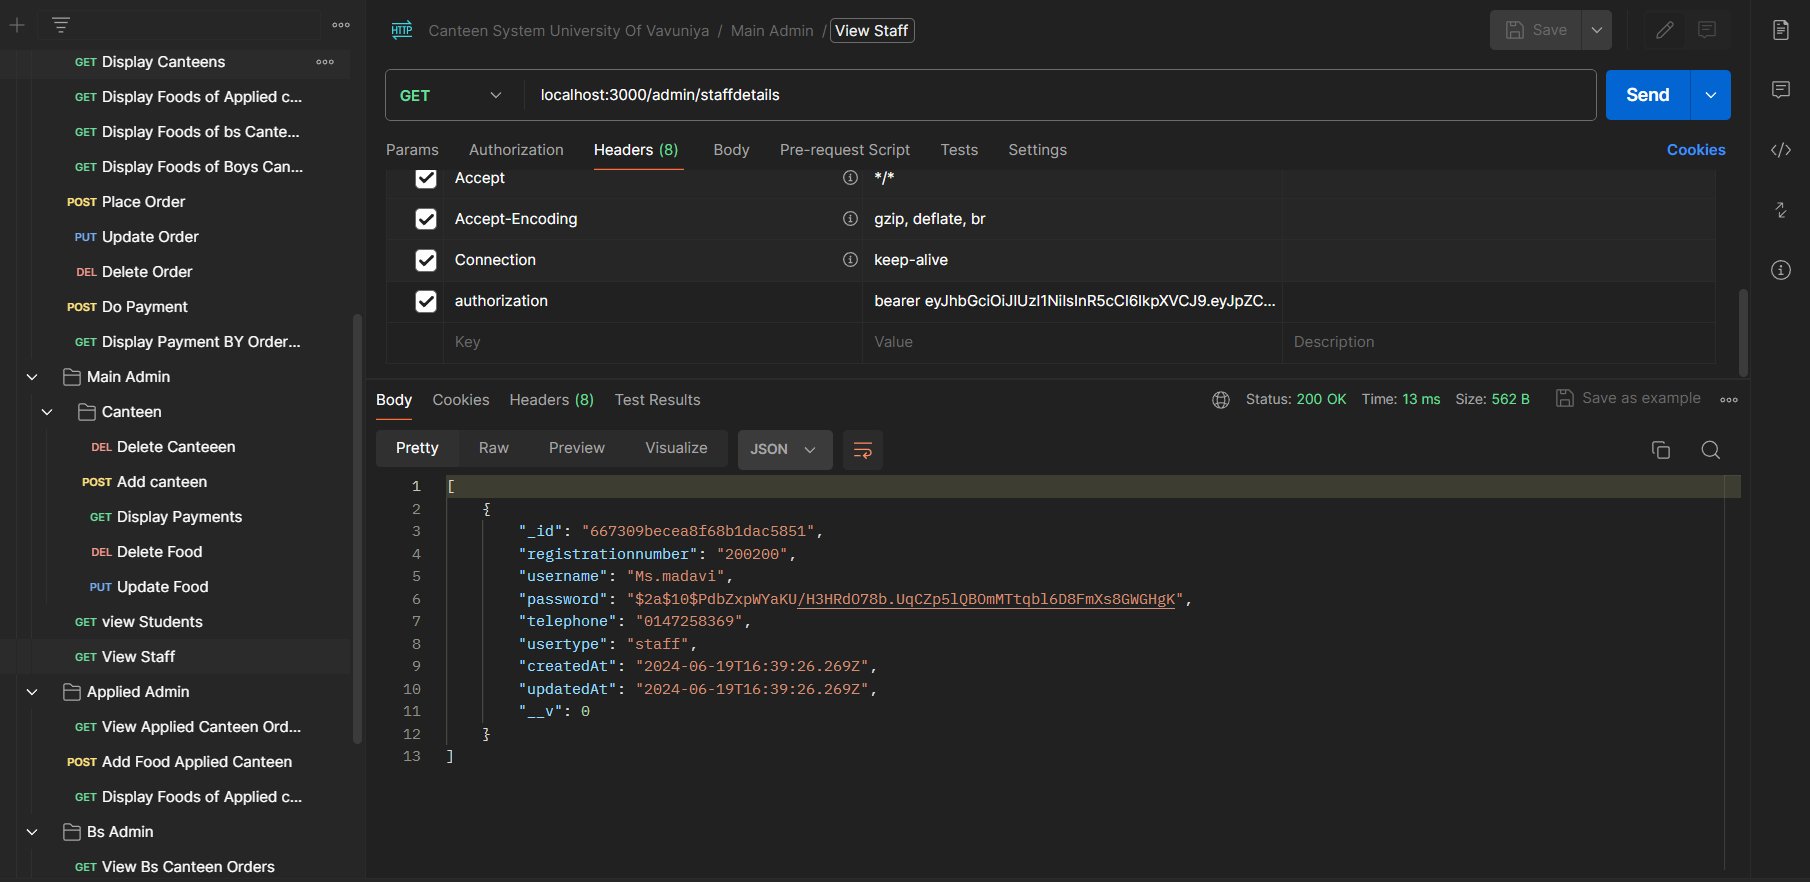 GET Display Canteens
GET Display Foods of Applied c...
GET Display Foods of bs Cante...
GET Display Foods of Boys Can...
POST Place Order
PUT Update Order
DEL Delete Order
POST Do Payment
GET Display Payment BY Order...
Main Admin
Canteen
DEL Delete Canteeen
POST Add canteen
GET Display Payments
DEL Delete Food
PUT Update Food
GET view Students
GET View Staff
Applied Admin
GET View Applied Canteen Ord...
POST Add Food Applied Canteen
GET Display Foods of Applied c...
Bs Admin
GET View Bs Canteen Orders
HTTP Canteen System University Of Vavuniya / Main Admin / View Staff
Save
GET localhost:3000/admin/staffdetails Send
Params Authorization Headers (8) Body Pre-request Script Tests Settings Cookies
Accept */*
Accept-Encoding gzip, deflate, br
Connection keep-alive
authorization bearer eyJhbGciOiJIUzI1NiIsInR5cCI6IkpXVCJ9.eyJpZC...
Key Value Description
Body Cookies Headers (8) Test Results Status: 200 OK Time: 13 ms Size: 562 B Save as example
Pretty Raw Preview Visualize JSON
1 [
2 {
3 "_id": "667309becea8f68b1dac5851",
4 "registrationnumber": "200200",
5 "username": "Ms.madavi",
6 "password": "$2a$10$PdbZxpWYaKU/H3HRdO78b.UqCZp5lQBOmMTtqbl6D8FmXs8GWGHgK",
7 "telephone": "0147258369",
8 "usertype": "staff",
9 "createdAt": "2024-06-19T16:39:26.269Z",
10 "updatedAt": "2024-06-19T16:39:26.269Z",
11 "__v": 0
12 }
13 ]